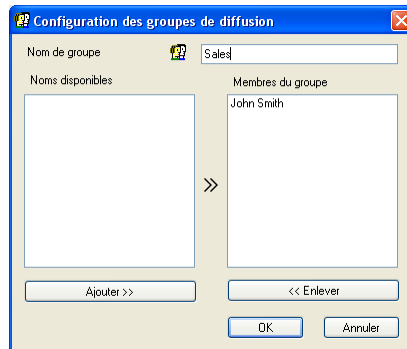 Configuration des groupes de diffusion
Nom de groupe
Sales
Noms disponibles
Membres du groupe
John Smith
Ajouter >>
<< Enlever
OK
Annuler